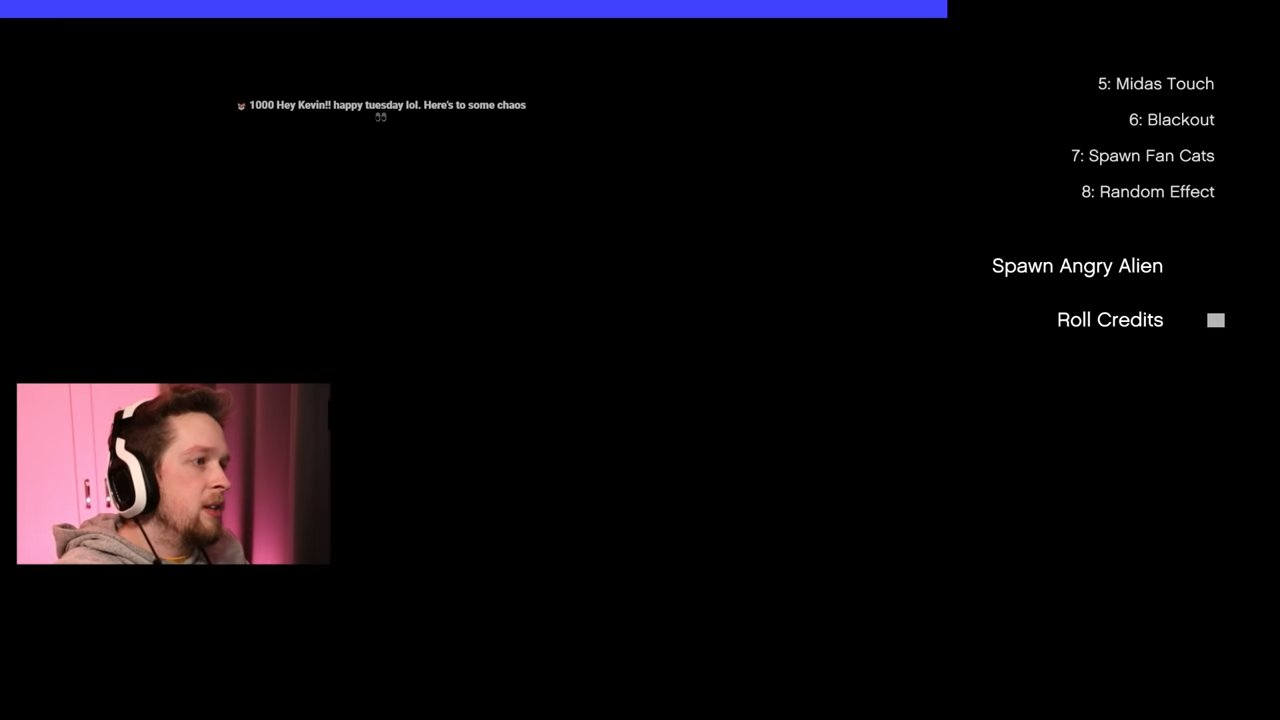 1000 Hey Kevin!! happy tuesday lol. Here's to some chaos
5: Midas Touch
6: Blackout
7: Spawn Fan Cats
8: Random Effect
Spawn Angry Alien
Roll Credits